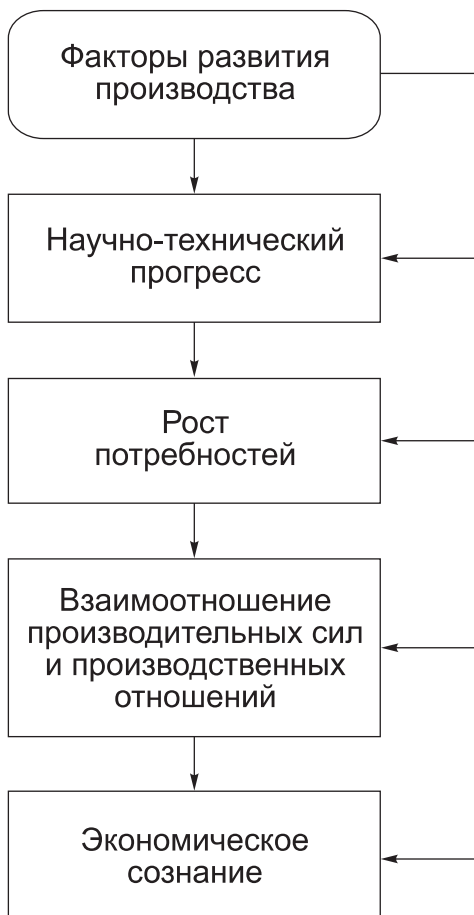 Факторы развития
производства
Научно-технический
прогресс
Рост
потребностей
Взаимоотношение
производительных сил
и производственных
отношений
Экономическое
сознание